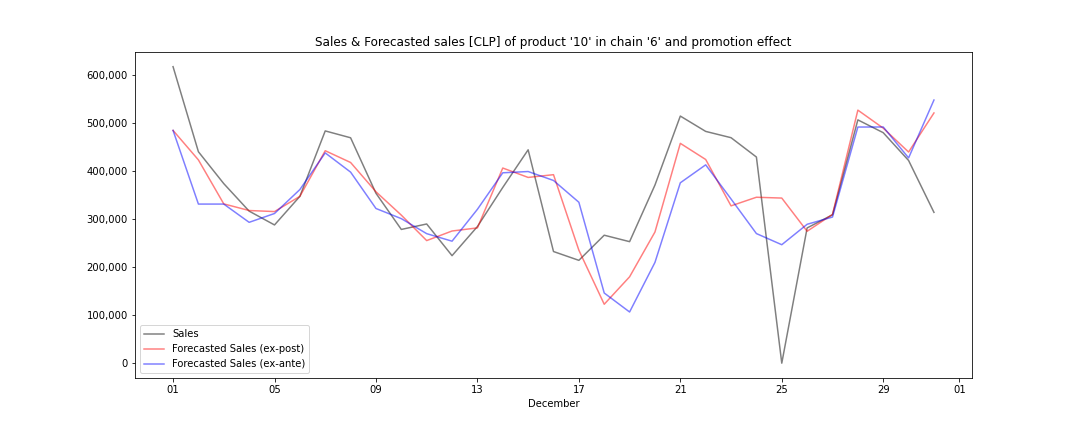 Sales & Forecasted sales [CLP] of product '10' in chain '6' and promotion effect
600,000
500,000
400,000
300,000
200,000
100,000
0
Sales
Forecasted Sales (ex-post)
Forecasted Sales (ex-ante)
01 05 09 13 17 21 25 29 01
December